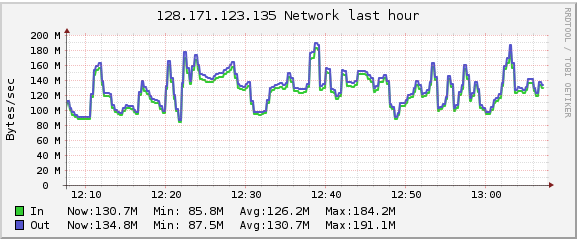 128.171.123.135 Network last hour
RRDTOOL / TOBI OETIKER
Bytes/sec
200 M
180 M
160 M
140 M
120 M
100 M
80 M
60 M
40 M
20 M
0
12:10 12:20 12:30 12:40 12:50 13:00
In Now:130.7M Min: 85.8M Avg:126.2M Max:184.2M
Out Now:134.8M Min: 87.5M Avg:130.7M Max:191.1M